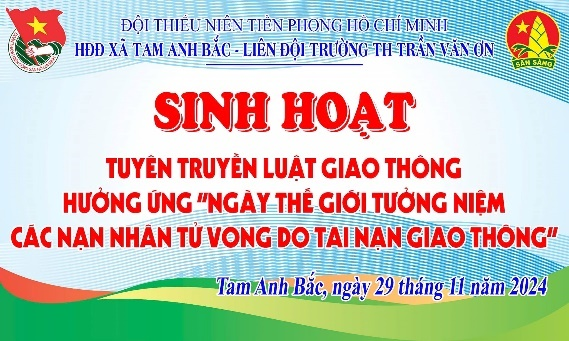 ĐỘI THIẾU NIÊN TIỀN PHONG HỒ CHÍ MINH
HĐĐ XÃ TAM ANH BẮC - LIÊN ĐỘI TRƯỜNG TH TRẦN VĂN ƠN
SẴN SÀNG
SINH HOẠT
TUYÊN TRUYỀN LUẬT GIAO THÔNG
HƯỞNG ỨNG "NGÀY THẾ GIỚI TƯỞNG NIỆM
CÁC NẠN NHÂN TỬ VONG DO TAI NẠN GIAO THÔNG"
Tam Anh Bắc, ngày 29 tháng 11 năm 2024